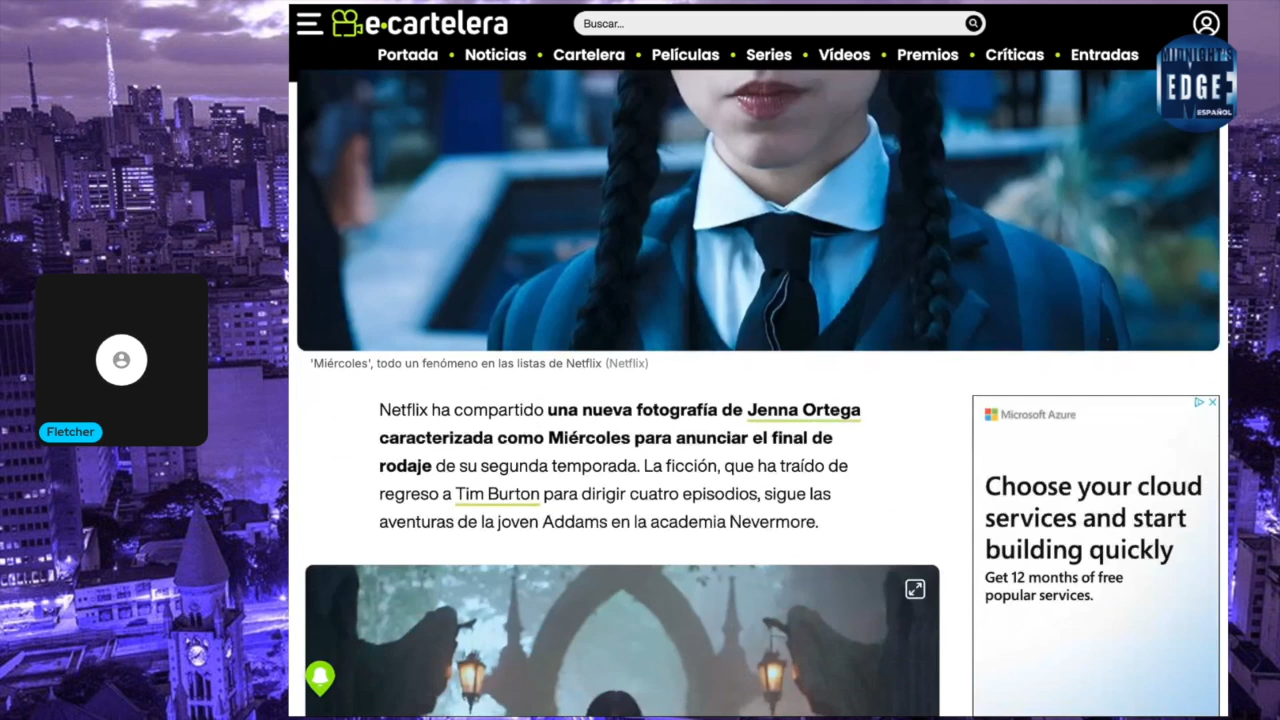 e·cartelera
Buscar...
Portada • Noticias • Cartelera • Películas • Series • Vídeos • Premios • Críticas • Entradas
MIDNIGHT'S
EDGE
ESPAÑOL
'Miércoles', todo un fenómeno en las listas de Netflix (Netflix)
Netflix ha compartido una nueva fotografía de Jenna Ortega
caracterizada como Miércoles para anunciar el final de
rodaje de su segunda temporada. La ficción, que ha traído de
regreso a Tim Burton para dirigir cuatro episodios, sigue las
aventuras de la joven Addams en la academia Nevermore.
Microsoft Azure
Choose your cloud
services and start
building quickly
Get 12 months of free
popular services.
Fletcher